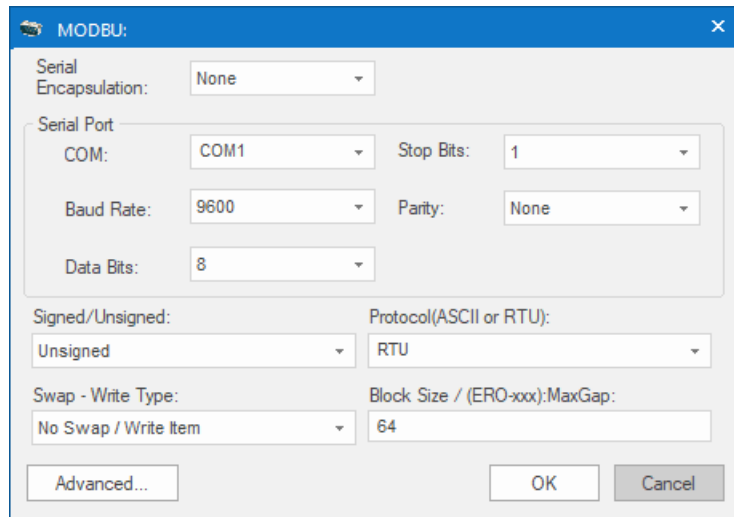 MODBU:
Serial
Encapsulation:
None
Serial Port
COM:
COM1
Stop Bits:
1
Baud Rate:
9600
Parity:
None
Data Bits:
8
Signed/Unsigned:
Protocol(ASCII or RTU):
Unsigned
RTU
Swap - Write Type:
Block Size / (ERO-xxx):MaxGap:
No Swap / Write Item
64
Advanced...
OK
Cancel